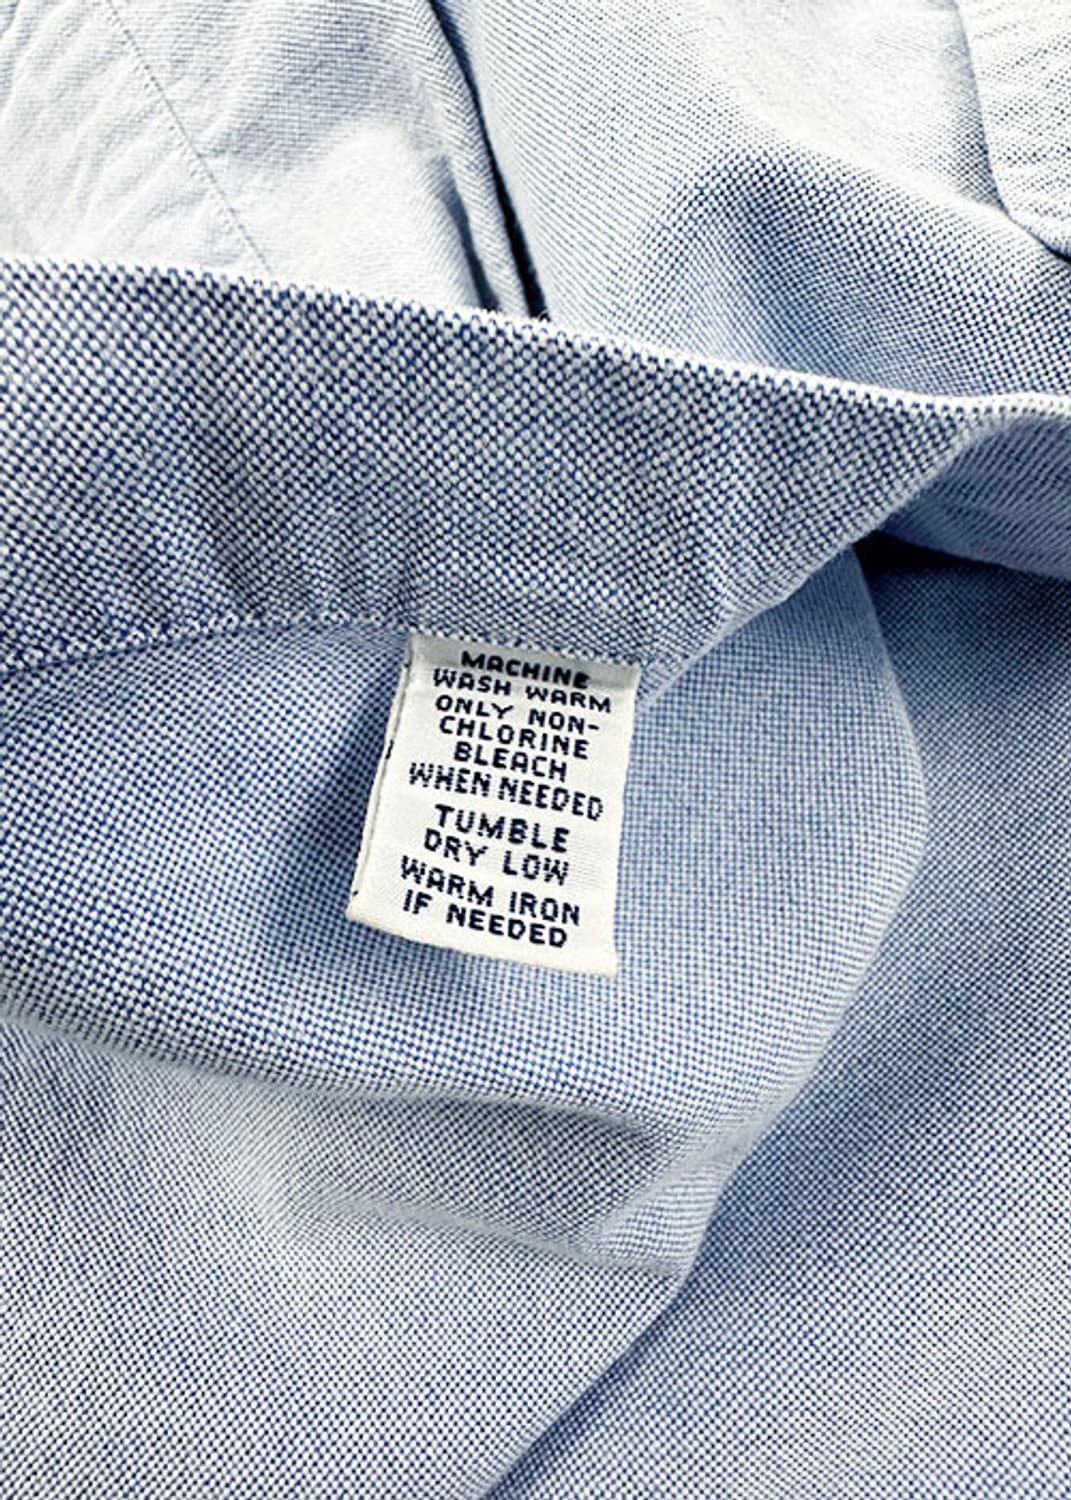 MACHINE
WASH WARM
ONLY NON-
CHLORINE
BLEACH
WHEN NEEDED
TUMBLE
DRY LOW
WARM IRON
IF NEEDED